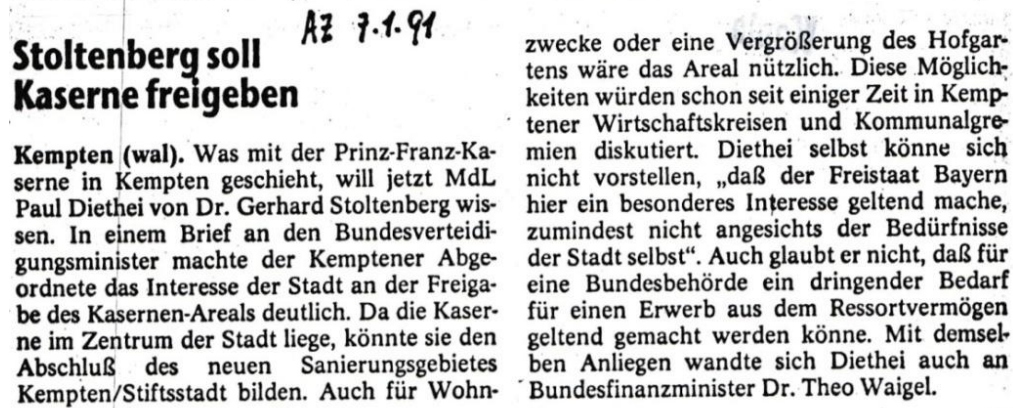 AZ 7.1.91
Stoltenberg soll
Kaserne freigeben
Kempten (wal). Was mit der Prinz-Franz-Ka-
serne in Kempten geschieht, will jetzt MdL
Paul Diethei von Dr. Gerhard Stoltenberg wis-
sen. In einem Brief an den Bundesverteidi-
gungsminister machte der Kemptener Abge-
ordnete das Interesse der Stadt an der Freiga-
be des Kasernen-Areals deutlich. Da die Kaser-
ne im Zentrum der Stadt liege, könnte sie den
Abschluß des neuen Sanierungsgebietes
Kempten/Stiftsstadt bilden. Auch für Wohn-
zwecke oder eine Vergrößerung des Hofgar-
tens wäre das Areal nützlich. Diese Möglich-
keiten würden schon seit einiger Zeit in Kemp-
tener Wirtschaftskreisen und Kommunalgre-
mien diskutiert. Diethei selbst könne sich
nicht vorstellen, „daß der Freistaat Bayern
hier ein besonderes Interesse geltend mache,
zumindest nicht angesichts der Bedürfnisse
der Stadt selbst“. Auch glaubt er nicht, daß für
eine Bundesbehörde ein dringender Bedarf
für einen Erwerb aus dem Ressortvermögen
geltend gemacht werden könne. Mit demsel-
ben Anliegen wandte sich Diethei auch an
Bundesfinanzminister Dr. Theo Waigel.